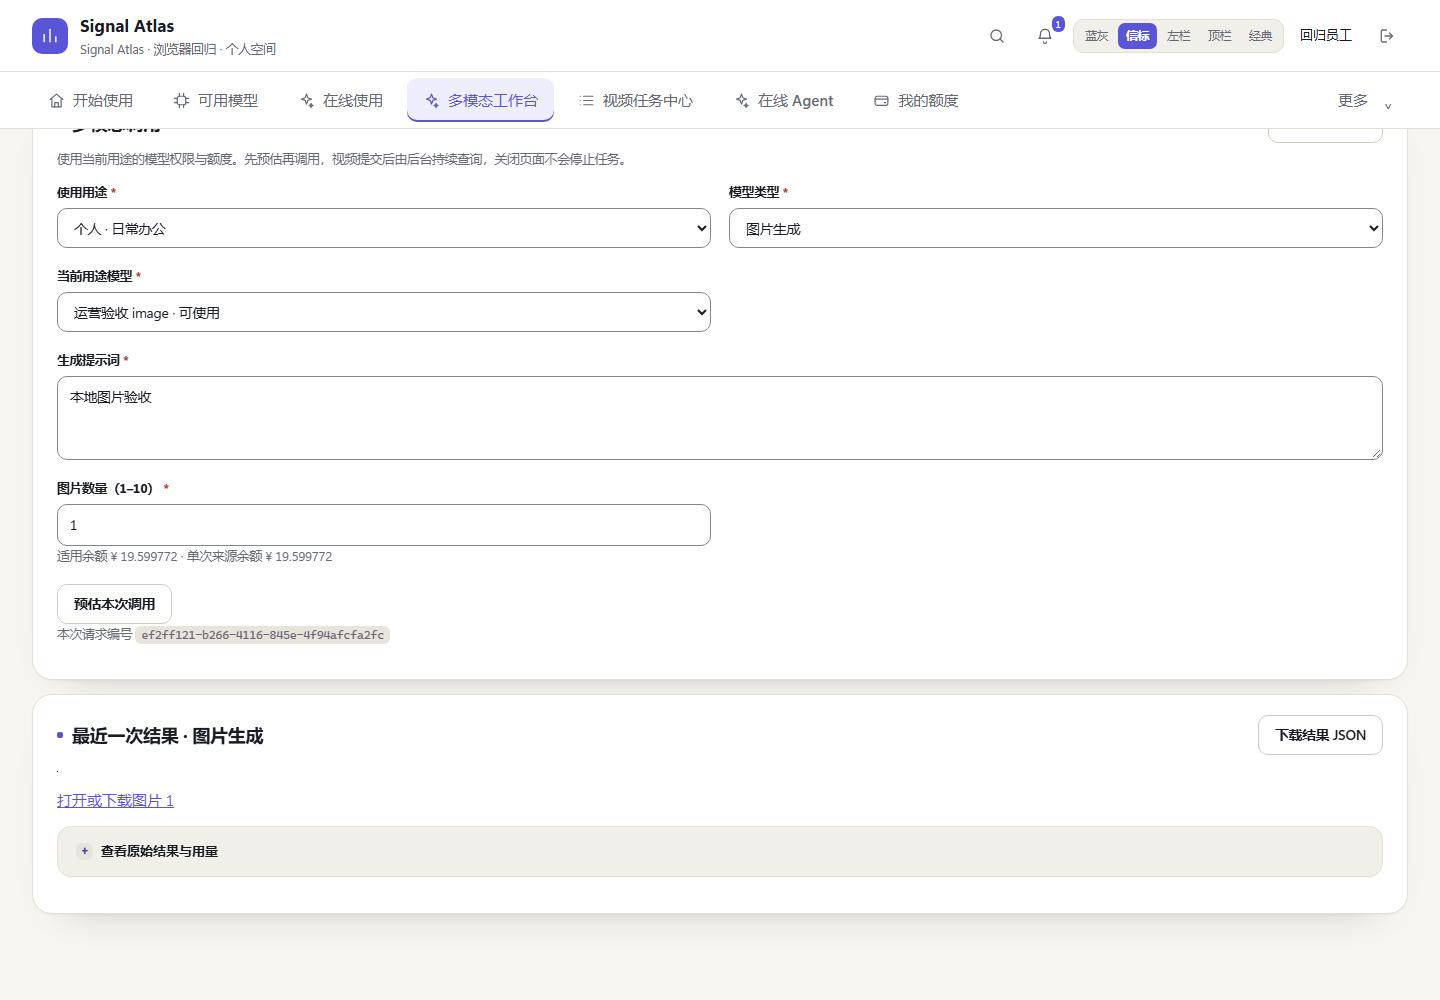 Signal Atlas
Signal Atlas · 浏览器回归 · 个人空间
1
蓝灰 信标 左栏 顶栏 经典
回归员工
开始使用
可用模型
在线使用
多模态工作台
视频任务中心
在线 Agent
我的额度
更多
使用当前用途的模型权限与额度。先预估再调用，视频提交后由后台持续查询，关闭页面不会停止任务。
使用用途 *
个人 · 日常办公
模型类型 *
图片生成
当前用途模型 *
运营验收 image · 可使用
生成提示词 *
本地图片验收
图片数量（1–10） *
1
适用余额 ¥ 19.599772 · 单次来源余额 ¥ 19.599772
预估本次调用
本次请求编号 ef2ff121-b266-4116-845e-4f94afcfa2fc
最近一次结果 · 图片生成
下载结果 JSON
打开或下载图片 1
+ 查看原始结果与用量